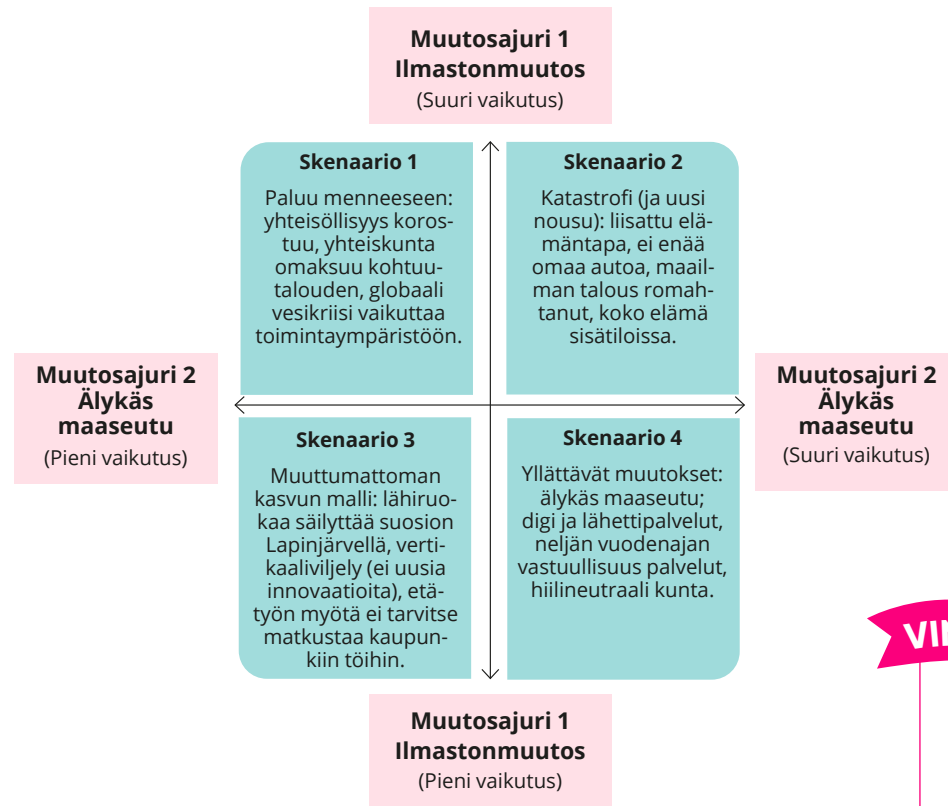 Muutosajuri 1
Ilmastonmuutos
(Suuri vaikutus)
Skenaario 1
Paluu menneeseen:
yhteisöllisyys koros-
tuu, yhteiskunta
omaksuu kohtuu-
talouden, globaali
vesikriisi vaikuttaa
toimintaympäristöön.
Skenaario 2
Katastrofi (ja uusi
nousu): liisattu elä-
mäntapa, ei enää
omaa autoa, maail-
man talous romah-
tanut, koko elämä
sisätiloissa.
Muutosajuri 2
Älykäs
maaseutu
(Pieni vaikutus)
Muutosajuri 2
Älykäs
maaseutu
(Suuri vaikutus)
Skenaario 3
Muuttumattoman
kasvun malli: lähiruo-
kaa säilyttää suosion
Lapinjärvellä, verti-
kaaliviljely (ei uusia
innovaatioita), etä-
työn myötä ei tarvitse
matkustaa kaupun-
kiin töihin.
Skenaario 4
Yllättävät muutokset:
älykäs maaseutu;
digi ja lähettipalvelut,
neljän vuodenajan
vastuullisuus palvelut,
hiilineutraali kunta.
Muutosajuri 1
Ilmastonmuutos
(Pieni vaikutus)